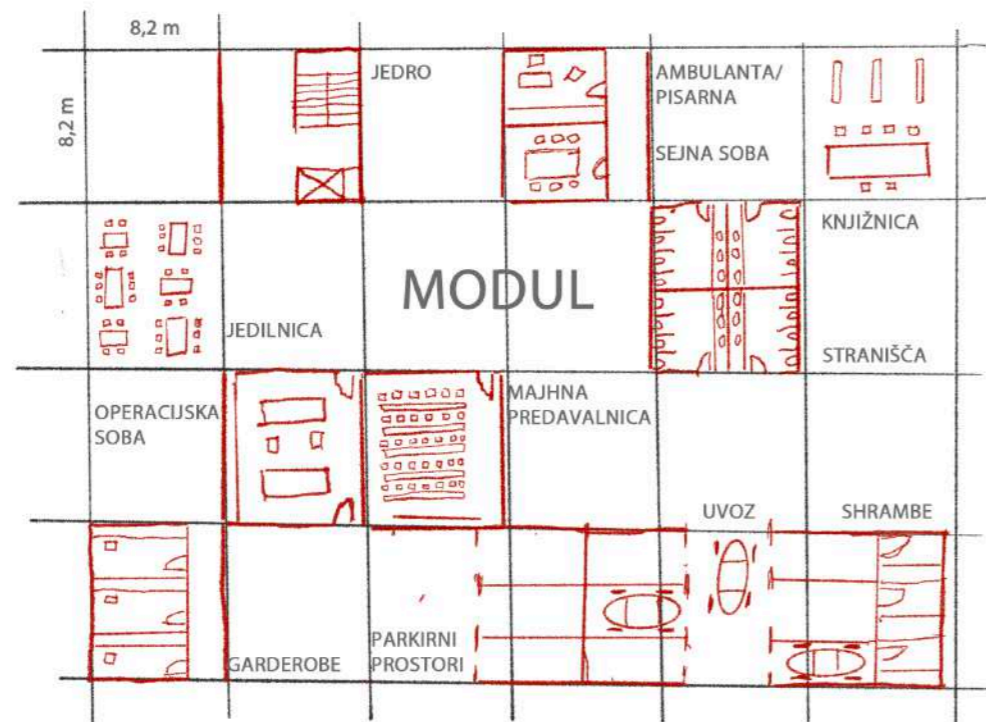 8,2 m
8,2 m
JEDRO
AMBULANTA/
PISARNA
SEJNA SOBA
KNJIŽNICA
MODUL
JEDILNICA
STRANIŠČA
OPERACIJSKA
SOBA
MAJHNA
PREDAVALNICA
UVOZ
SHRAMBE
GARDEROBE
PARKIRNI
PROSTORI